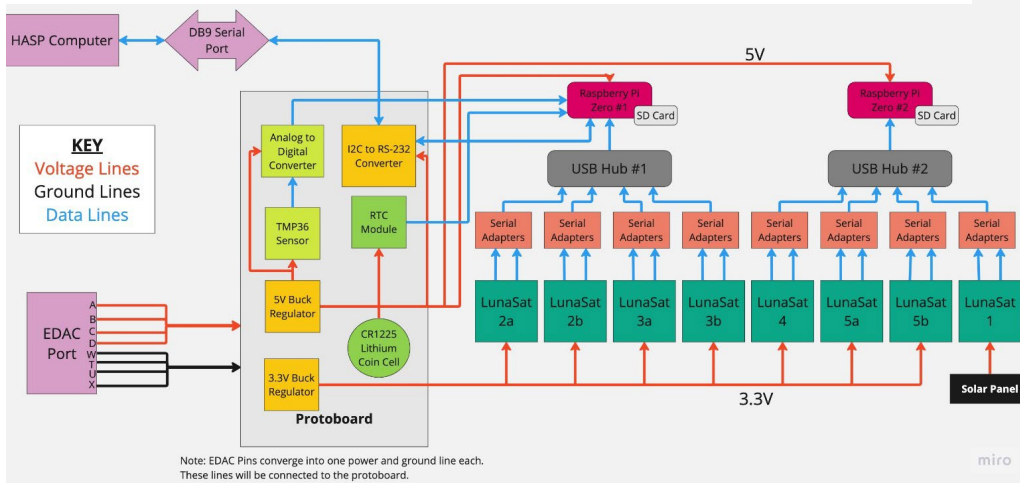 HASP Computer
DB9 Serial
Port
5V
Raspberry Pi
Zero #1
SD Card
Raspberry Pi
Zero #2
SD Card
KEY
Voltage Lines
Ground Lines
Data Lines
Analog to
Digital
Converter
I2C to RS-232
Converter
USB Hub #1
USB Hub #2
TMP36
Sensor
RTC
Module
Serial
Adapters
Serial
Adapters
Serial
Adapters
Serial
Adapters
Serial
Adapters
Serial
Adapters
Serial
Adapters
Serial
Adapters
EDAC
Port
A
B
C
D
W
T
U
X
5V Buck
Regulator
CR1225
Lithium
Coin Cell
LunaSat
2a
LunaSat
2b
LunaSat
3a
LunaSat
3b
LunaSat
4
LunaSat
5a
LunaSat
5b
LunaSat
1
3.3V Buck
Regulator
3.3V
Solar Panel
Protoboard
Note: EDAC Pins converge into one power and ground line each.
These lines will be connected to the protoboard.
miro